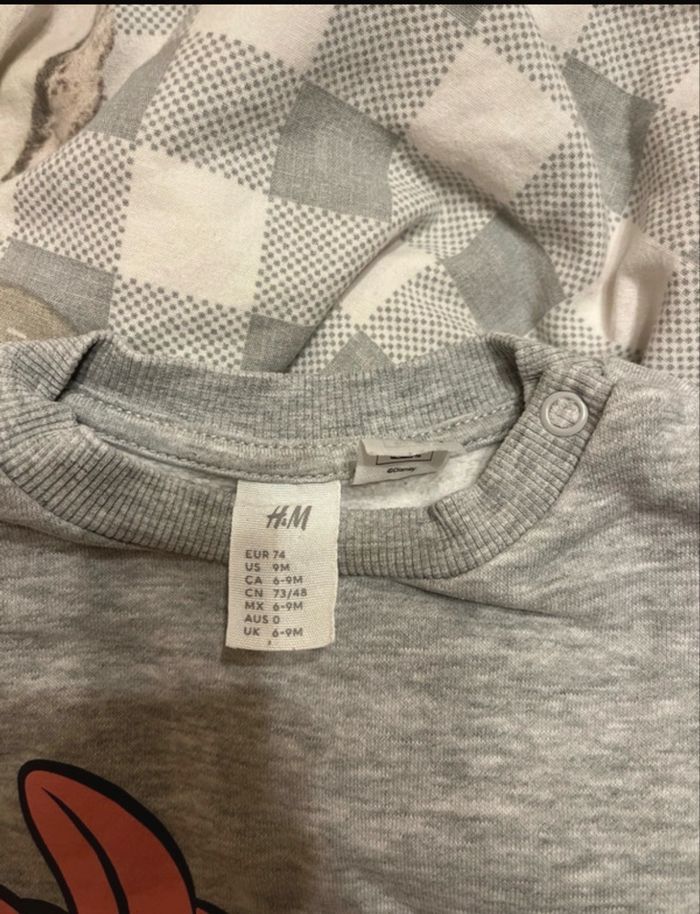 ©Disney
H&M
EUR 74
US 9M
CA 6-9M
CN 73/48
MX 6-9M
AUS 0
UK 6-9M